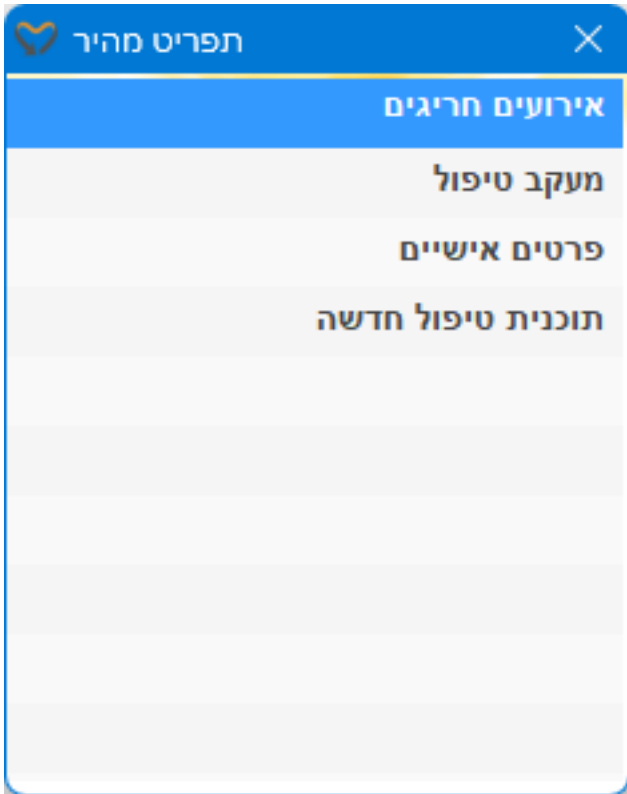 תפריט מהיר
אירועים חריגים
מעקב טיפול
פרטים אישיים
תוכנית טיפול חדשה